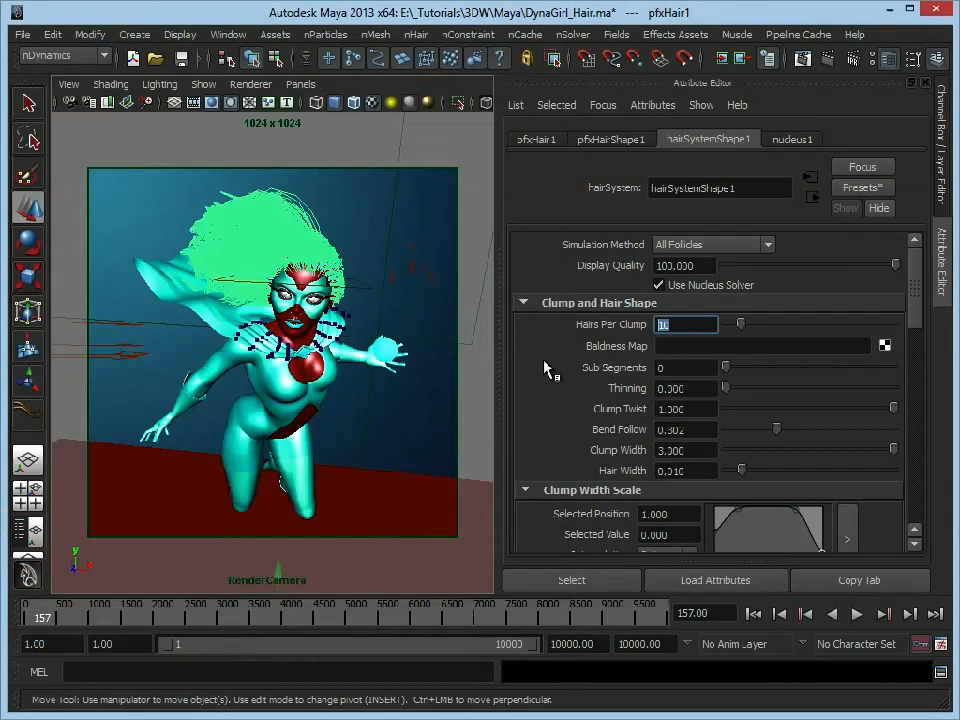 Autodesk Maya 2013 x64: E:\_Tutorials\3DW\Maya\DynaGirl_Hair.ma* --- pfxHair1
File Edit Modify Create Display Window Assets nParticles nMesh nHair nConstraint nCache nSolver Fields Effects Assets Muscle Pipeline Cache Help
nDynamics
View Shading Lighting Show Renderer Panels
Attribute Editor
List Selected Focus Attributes Show Help
1024 x 1024
pfxHair1 pfxHairShape1 hairSystemShape1 nucleus1
Focus
hairSystem: hairSystemShape1
Presets*
Show Hide
Simulation Method All Follicles
Display Quality 100.000
Use Nucleus Solver
Clump and Hair Shape
Hairs Per Clump 10
Baldness Map
Sub Segments 0
Thinning 0.000
Clump Twist 1.000
Bend Follow 0.302
Clump Width 3.000
Hair Width 0.010
Clump Width Scale
Selected Position 1.000
Selected Value 0.000
>
Channel Box / Layer Editor
Attribute Editor
y
x
z
RenderCamera
Select Load Attributes Copy Tab
0 500 1000 1500 2000 2500 3000 3500 4000 4500 5000 5500 6000 6500 7000 7500 8000 8500 9000 9500
157
157.00
1.00 1.00 1 10000 10000.00 10000.00 No Anim Layer No Character Set
MEL
Move Tool: Use manipulator to move object(s). Use edit mode to change pivot (INSERT). Ctrl+LMB to move perpendicular.